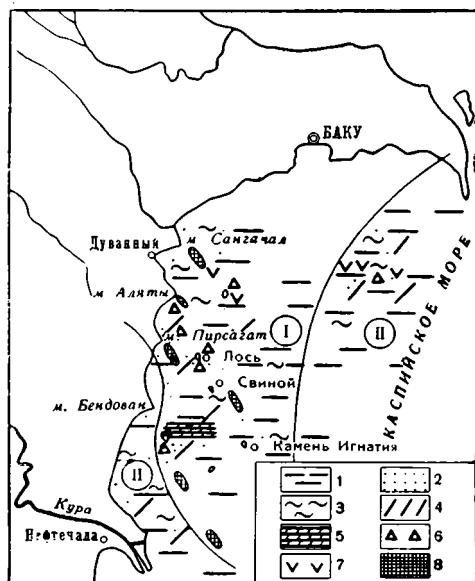 БАКУ
Дуванный
м Сангачал
м Аляты
м. Пирсагат
I
II
Лось
Свиной
м. Бендован
КАСПИЙСКОЕ МОРЕ
Камень Игнатия
II
Кура
Нефтечала
1
2
3
4
5
6
7
8